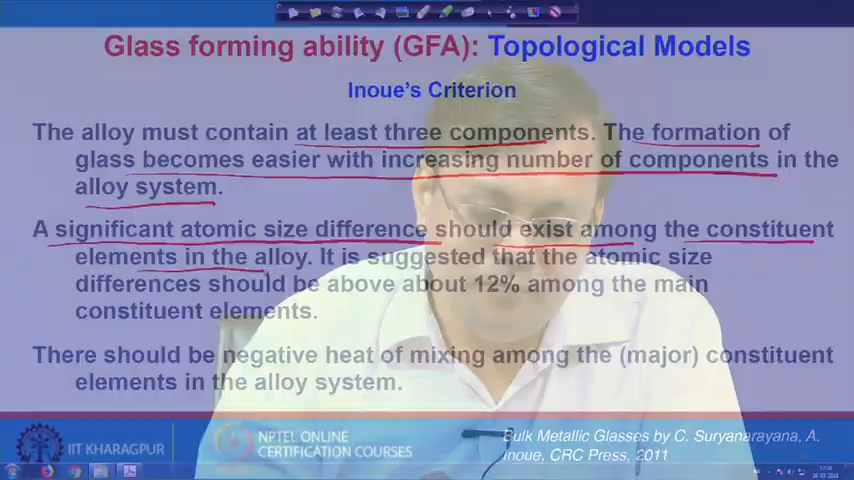 Glass forming ability (GFA): Topological Models
Inoue's Criterion
The alloy must contain at least three components. The formation of
glass becomes easier with increasing number of components in the
alloy system.
A significant atomic size difference should exist among the constituent
elements in the alloy. It is suggested that the atomic size
differences should be above about 12% among the main
constituent elements.
There should be negative heat of mixing among the (major) constituent
elements in the alloy system.
IIT KHARAGPUR
NPTEL ONLINE
CERTIFICATION COURSES
Bulk Metallic Glasses by C. Suryanarayana, A.
Inoue, CRC Press, 2011